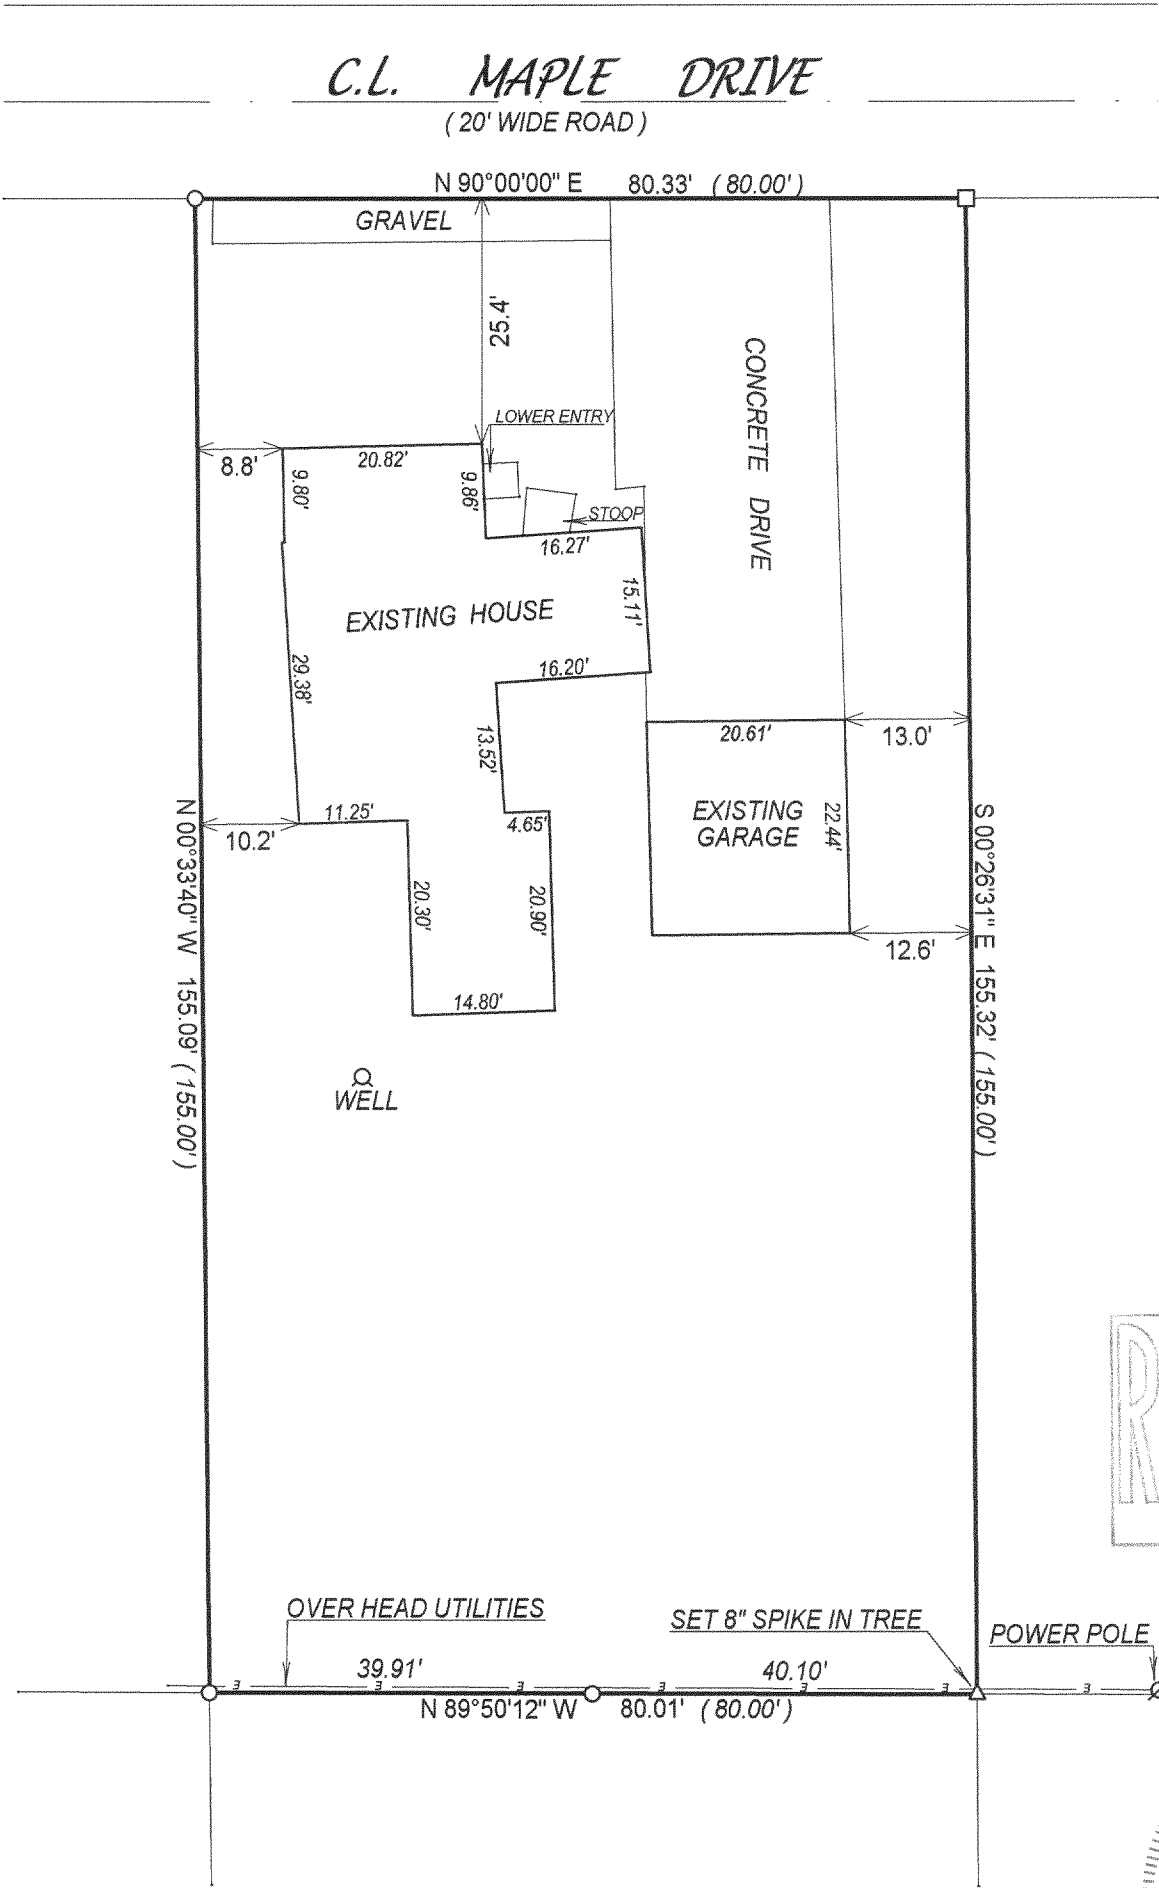 C.L. MAPLE DRIVE
( 20' WIDE ROAD )
N 90°00'00" E 80.33' ( 80.00' )
GRAVEL
25.4'
CONCRETE DRIVE
LOWER ENTRY
8.8'
20.82'
9.80'
9.86'
STOOP
16.27'
15.11'
EXISTING HOUSE
29.38'
16.20'
13.52'
20.61'
13.0'
EXISTING
GARAGE
22.44'
11.25'
4.65'
10.2'
N 00°33'40" W 155.09' ( 155.00' )
S 00°26'31" E 155.32' ( 155.00' )
20.30'
20.90'
12.6'
14.80'
WELL
R
OVER HEAD UTILITIES
SET 8" SPIKE IN TREE
POWER POLE
39.91'
40.10'
N 89°50'12" W 80.01' ( 80.00' )